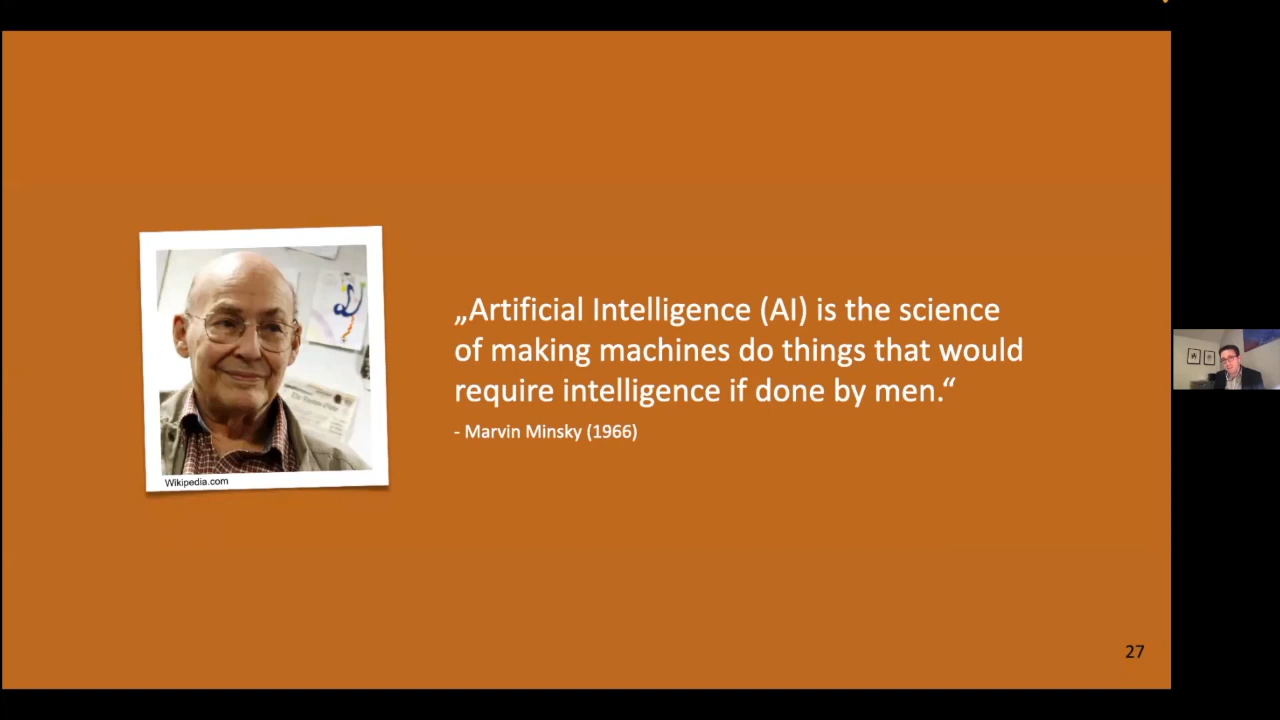 „Artificial Intelligence (AI) is the science
of making machines do things that would
require intelligence if done by men.“
- Marvin Minsky (1966)
Wikipedia.com
27